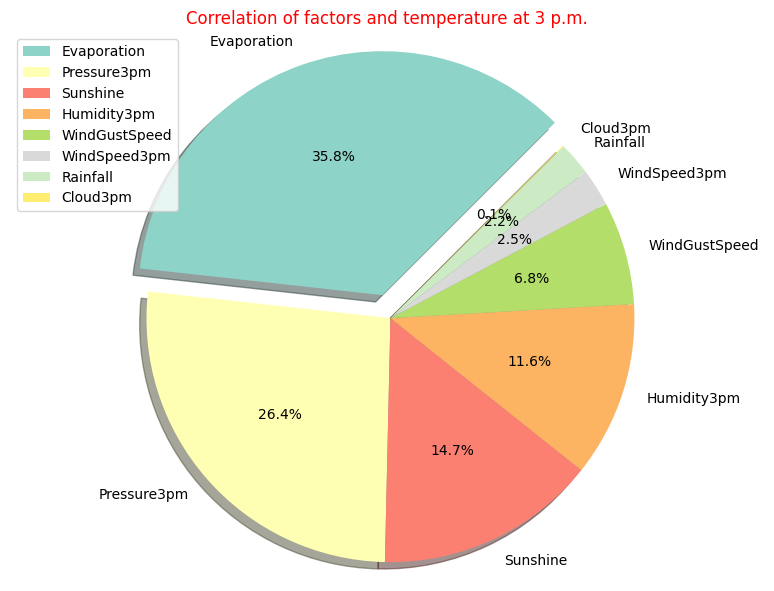 Correlation of factors and temperature at 3 p.m.
Evaporation
Pressure3pm
Sunshine
Humidity3pm
WindGustSpeed
WindSpeed3pm
Rainfall
Cloud3pm
Evaporation
35.8%
Cloud3pm
0.1%
Rainfall
2.2%
WindSpeed3pm
2.5%
WindGustSpeed
6.8%
Humidity3pm
11.6%
Sunshine
14.7%
Pressure3pm
26.4%